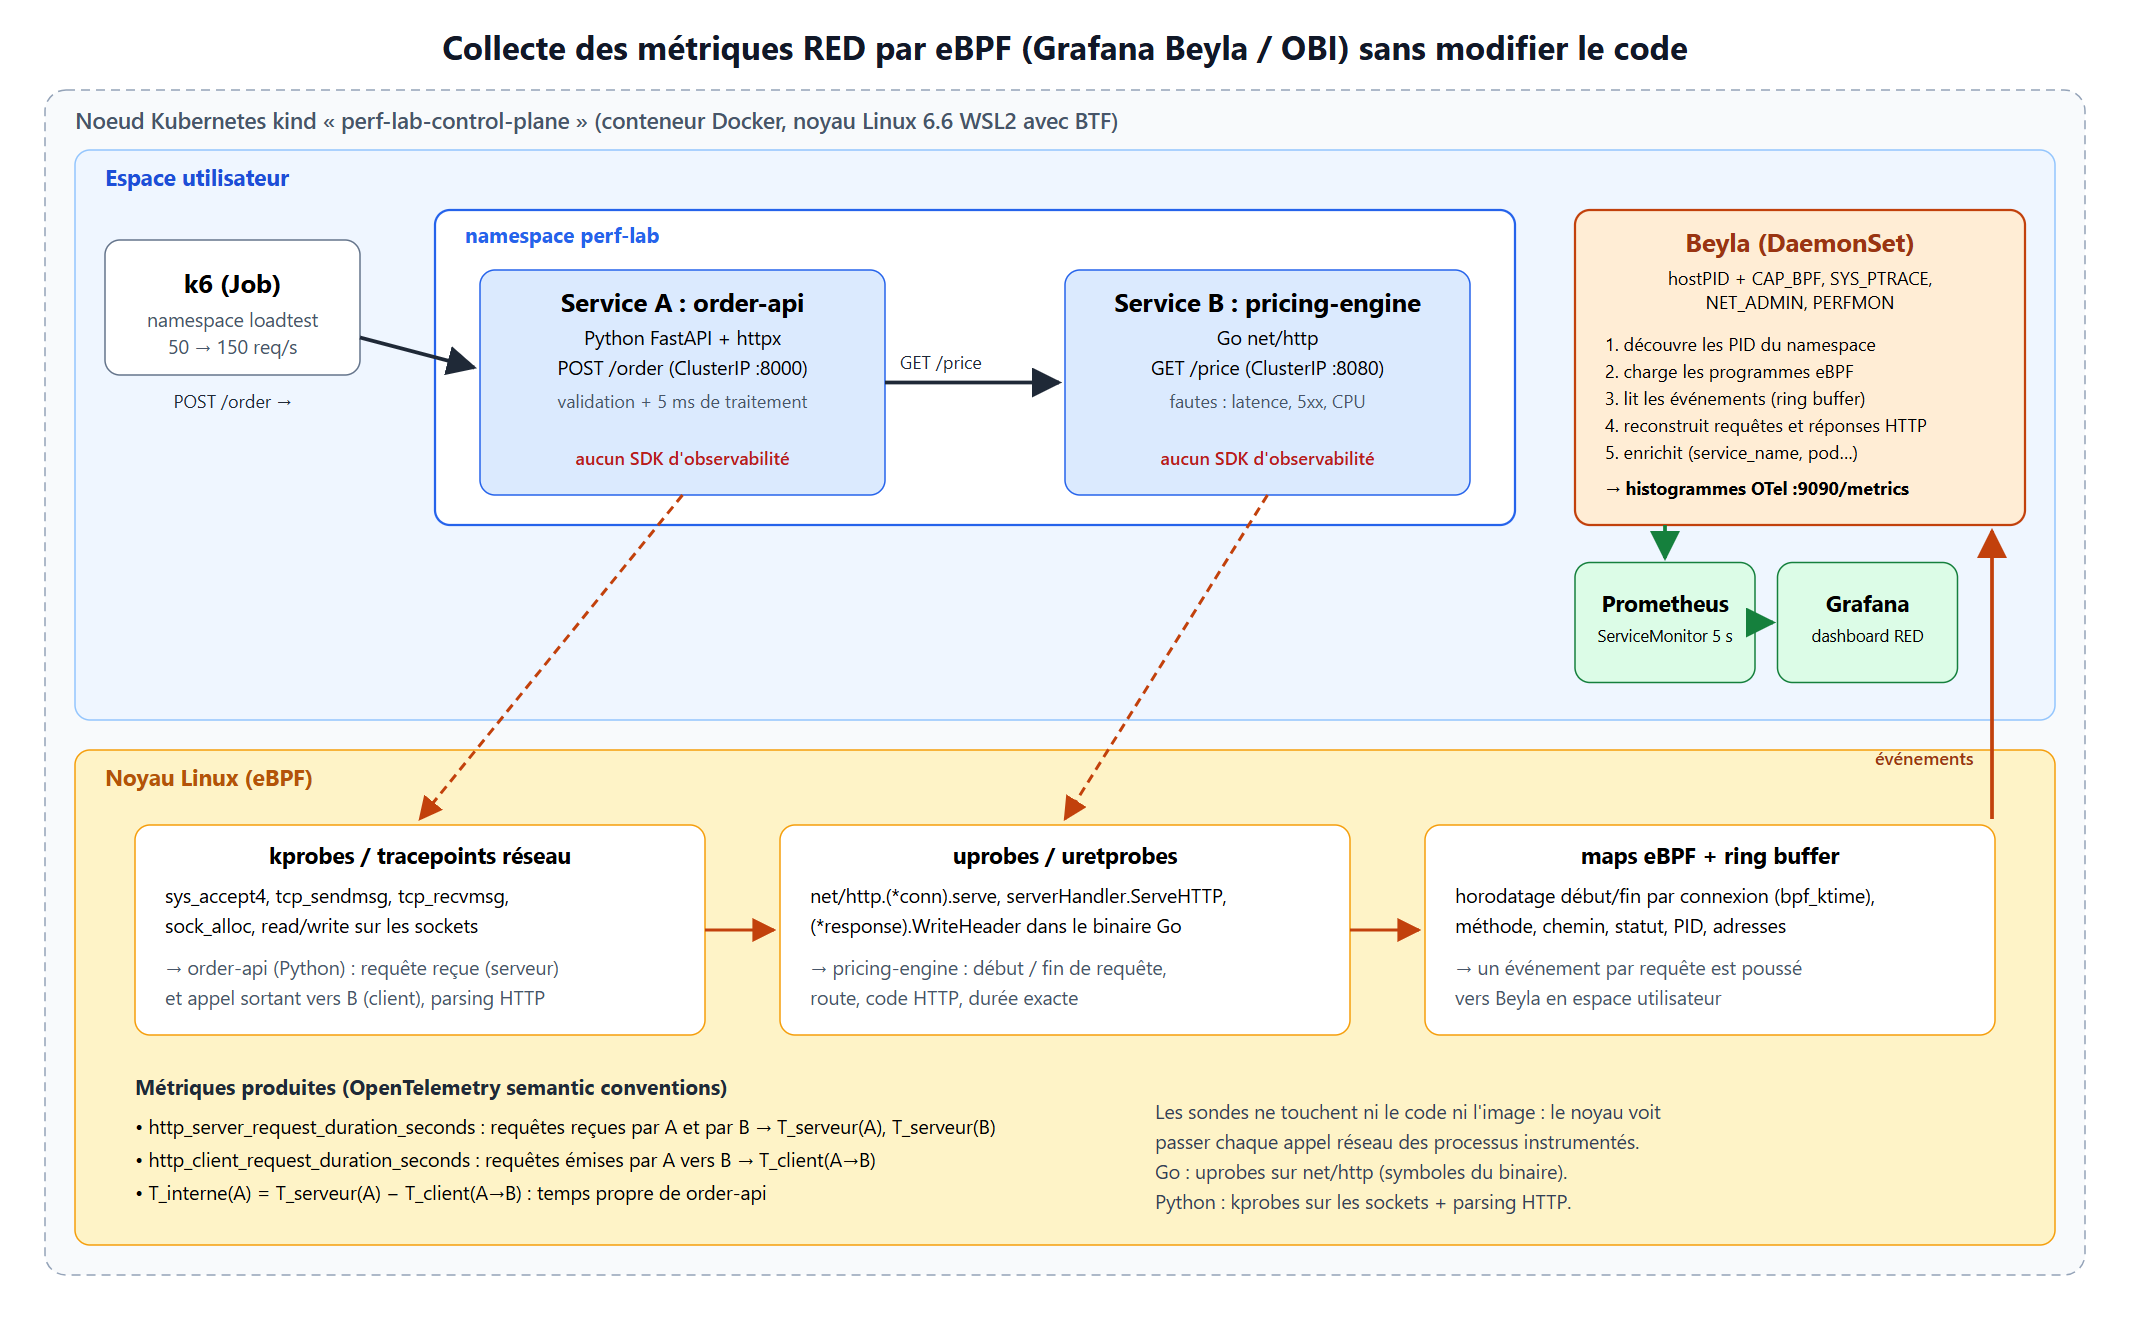 Collecte des métriques RED par eBPF (Grafana Beyla / OBI) sans modifier le code
Noeud Kubernetes kind « perf-lab-control-plane » (conteneur Docker, noyau Linux 6.6 WSL2 avec BTF)
Espace utilisateur
k6 (Job)
namespace loadtest
50 → 150 req/s
POST /order →
namespace perf-lab
Service A : order-api
Python FastAPI + httpx
POST /order (ClusterIP :8000)
validation + 5 ms de traitement
aucun SDK d'observabilité
GET /price
Service B : pricing-engine
Go net/http
GET /price (ClusterIP :8080)
fautes : latence, 5xx, CPU
aucun SDK d'observabilité
Beyla (DaemonSet)
hostPID + CAP_BPF, SYS_PTRACE,
NET_ADMIN, PERFMON
1. découvre les PID du namespace
2. charge les programmes eBPF
3. lit les événements (ring buffer)
4. reconstruit requêtes et réponses HTTP
5. enrichit (service_name, pod...)
→ histogrammes OTel :9090/metrics
Prometheus
ServiceMonitor 5 s
Grafana
dashboard RED
événements
Noyau Linux (eBPF)
kprobes / tracepoints réseau
sys_accept4, tcp_sendmsg, tcp_recvmsg,
sock_alloc, read/write sur les sockets
→ order-api (Python) : requête reçue (serveur)
et appel sortant vers B (client), parsing HTTP
uprobes / uretprobes
net/http.(*conn).serve, serverHandler.ServeHTTP,
(*response).WriteHeader dans le binaire Go
→ pricing-engine : début / fin de requête,
route, code HTTP, durée exacte
maps eBPF + ring buffer
horodatage début/fin par connexion (bpf_ktime),
méthode, chemin, statut, PID, adresses
→ un événement par requête est poussé
vers Beyla en espace utilisateur
Métriques produites (OpenTelemetry semantic conventions)
• http_server_request_duration_seconds : requêtes reçues par A et par B → T_serveur(A), T_serveur(B)
• http_client_request_duration_seconds : requêtes émises par A vers B → T_client(A→B)
• T_interne(A) = T_serveur(A) − T_client(A→B) : temps propre de order-api
Les sondes ne touchent ni le code ni l'image : le noyau voit
passer chaque appel réseau des processus instrumentés.
Go : uprobes sur net/http (symboles du binaire).
Python : kprobes sur les sockets + parsing HTTP.